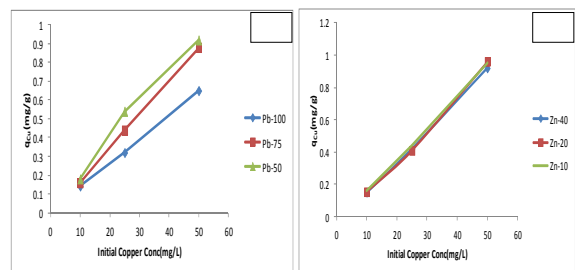 1
0.9
0.8
0.7
0.6
0.5
0.4
0.3
0.2
0.1
0
q_Cu(mg/g)
0 10 20 30 40 50 60
Initial Copper Conc(mg/L)
Pb-100
Pb-75
Pb-50
1.2
1
0.8
0.6
0.4
0.2
0
q_Cu(mg/g)
0 10 20 30 40 50 60
Initial Copper Conc(mg/L)
Zn-40
Zn-20
Zn-10